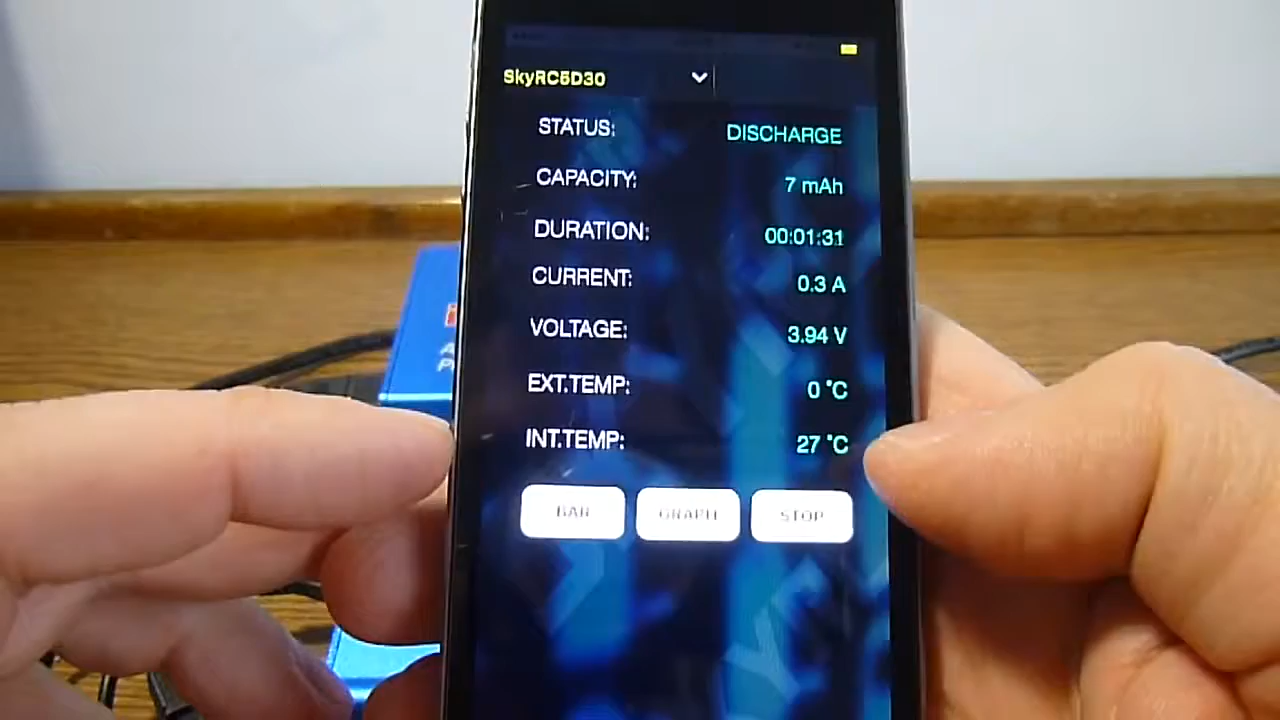 SkyRC5D30
STATUS: DISCHARGE
CAPACITY: 7 mAh
DURATION: 00:01:31
CURRENT: 0.3 A
VOLTAGE: 3.94 V
EXT.TEMP: 0 °C
INT.TEMP: 27 °C
BAR GRAPH STOP